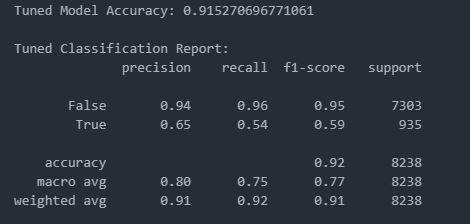 Tuned Model Accuracy: 0.915270696771061
Tuned Classification Report:
precision recall f1-score support
False 0.94 0.96 0.95 7303
True 0.65 0.54 0.59 935
accuracy 0.92 8238
macro avg 0.80 0.75 0.77 8238
weighted avg 0.91 0.92 0.91 8238